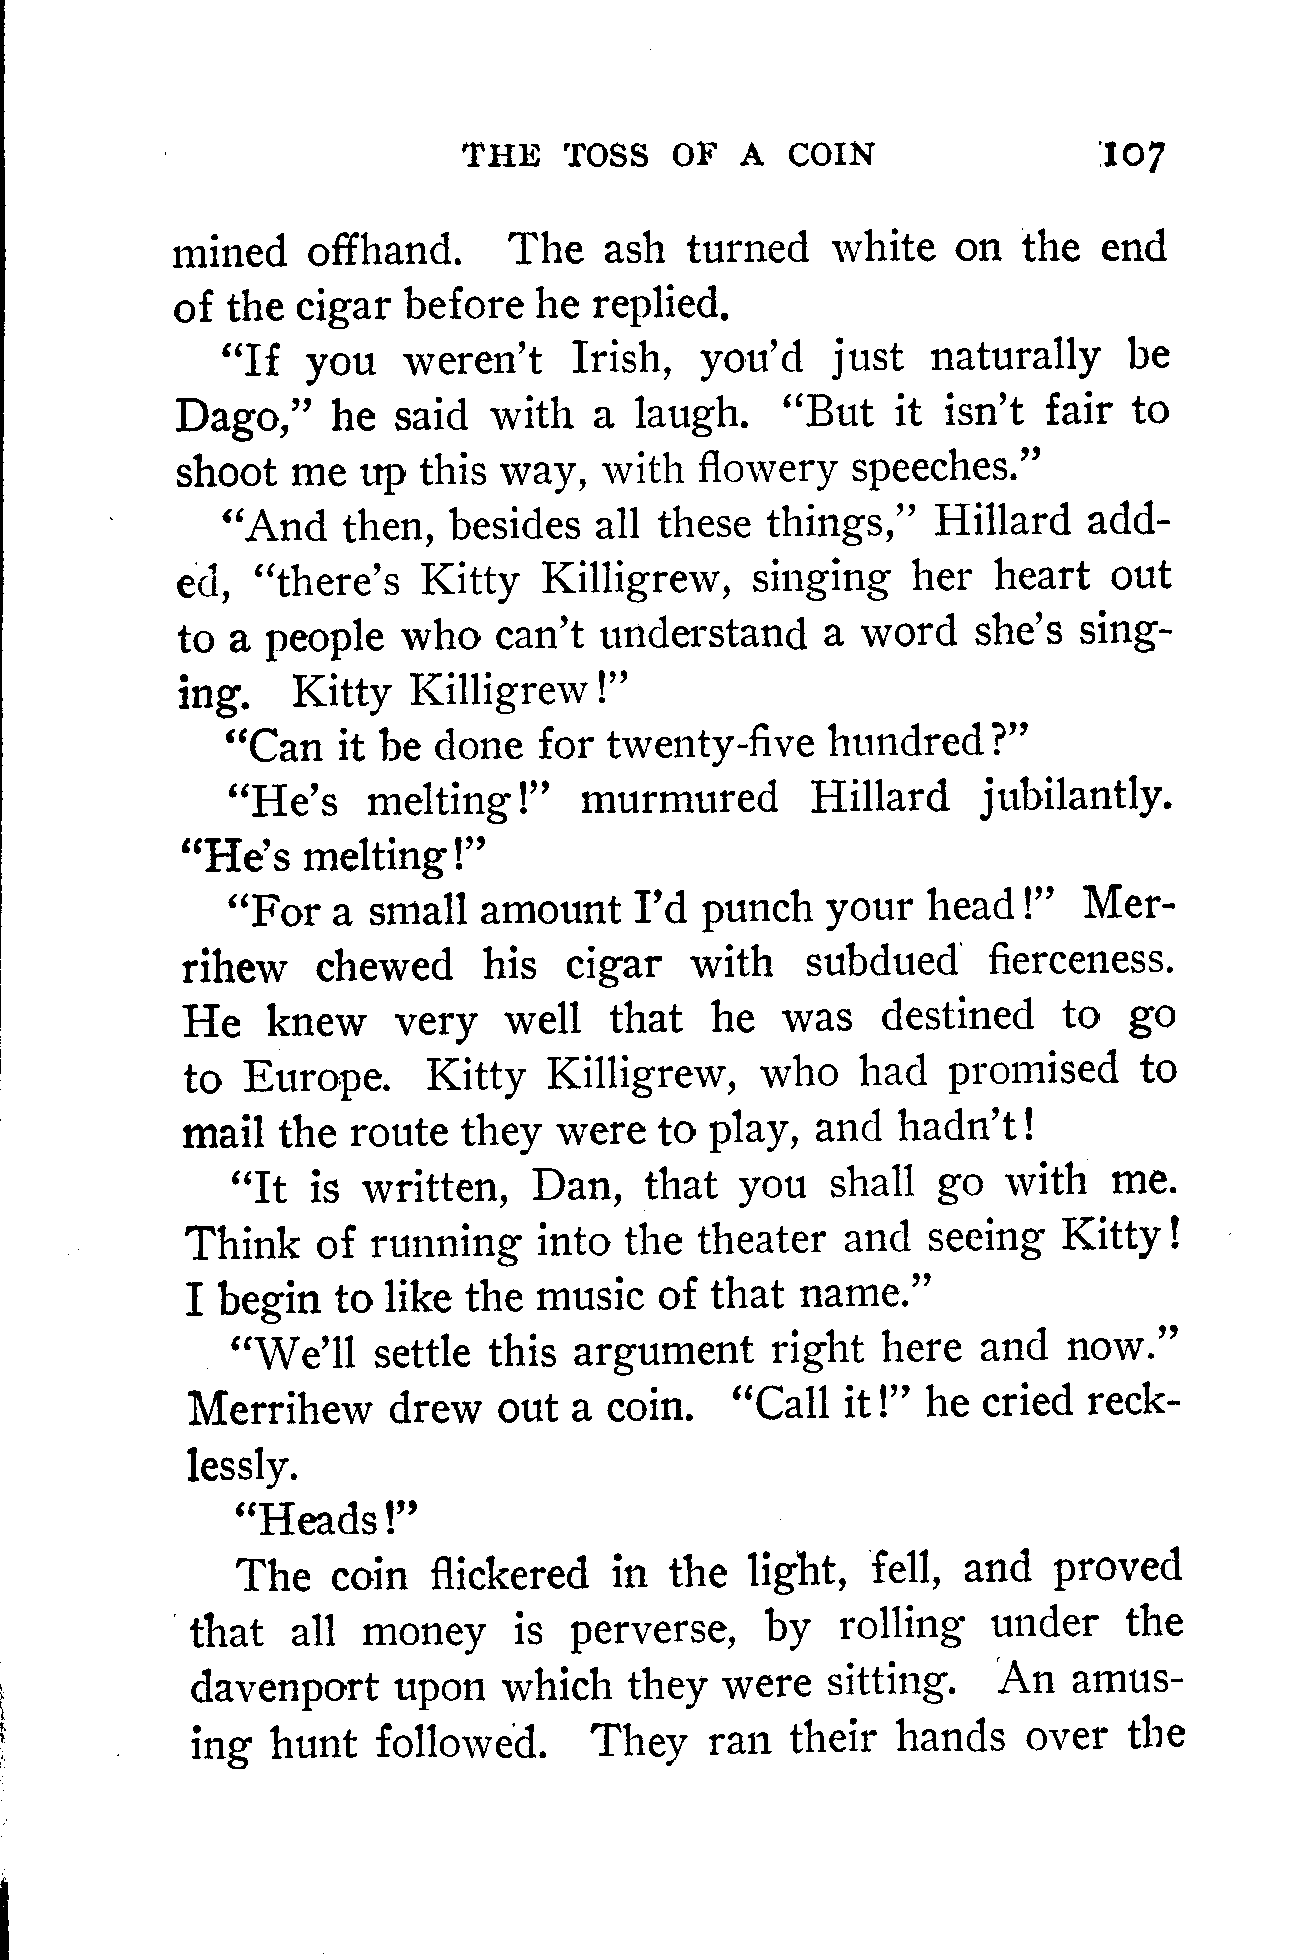 THE TOSS OF A COIN 107
mined offhand. The ash turned white on the end
of the cigar before he replied.
"If you weren't Irish, you'd just naturally be
Dago," he said with a laugh. "But it isn't fair to
shoot me up this way, with flowery speeches."
"And then, besides all these things," Hillard add-
ed, "there's Kitty Killigrew, singing her heart out
to a people who can't understand a word she's sing-
ing. Kitty Killigrew!"
"Can it be done for twenty-five hundred?"
"He's melting!" murmured Hillard jubilantly.
"He's melting!"
"For a small amount I'd punch your head!" Mer-
rihew chewed his cigar with subdued fierceness.
He knew very well that he was destined to go
to Europe. Kitty Killigrew, who had promised to
mail the route they were to play, and hadn't!
"It is written, Dan, that you shall go with me.
Think of running into the theater and seeing Kitty!
I begin to like the music of that name."
"We'll settle this argument right here and now."
Merrihew drew out a coin. "Call it!" he cried reck-
lessly.
"Heads!"
The coin flickered in the light, fell, and proved
that all money is perverse, by rolling under the
davenport upon which they were sitting. An amus-
ing hunt followed. They ran their hands over the